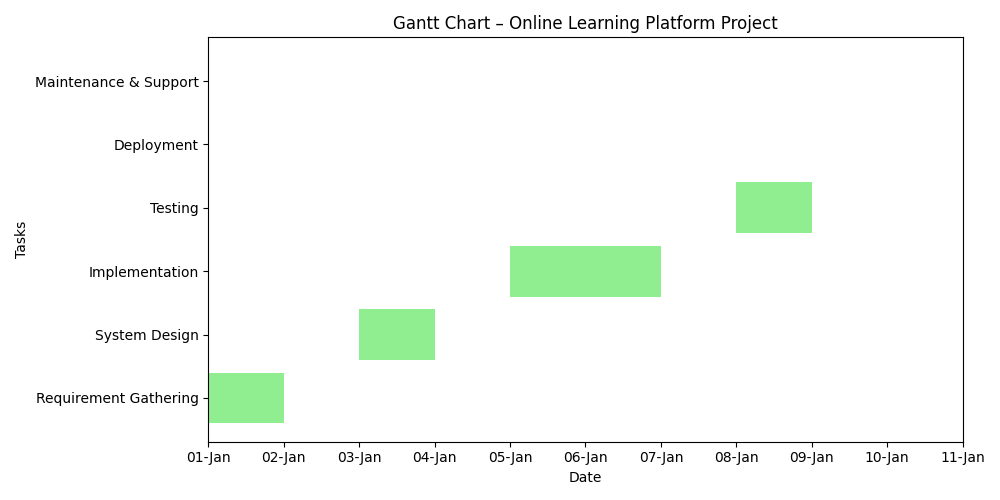 Gantt Chart – Online Learning Platform Project
Tasks
Maintenance & Support
Deployment
Testing
Implementation
System Design
Requirement Gathering
01-Jan 02-Jan 03-Jan 04-Jan 05-Jan 06-Jan 07-Jan 08-Jan 09-Jan 10-Jan 11-Jan
Date